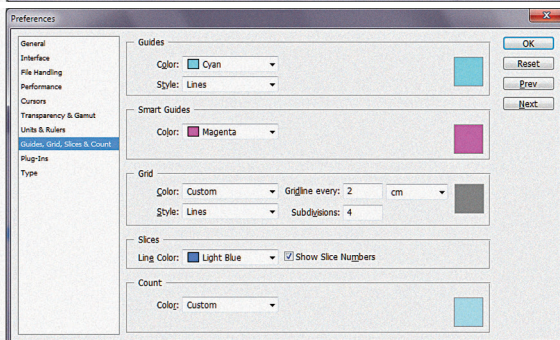 Preferences
General
Interface
File Handling
Performance
Cursors
Transparency & Gamut
Units & Rulers
Guides, Grid, Slices & Count
Plug-Ins
Type
Guides
Color: Cyan
Style: Lines
Smart Guides
Color: Magenta
Grid
Color: Custom Gridline every: 2 cm
Style: Lines Subdivisions: 4
Slices
Line Color: Light Blue Show Slice Numbers
Count
Color: Custom
OK
Reset
Prev
Next